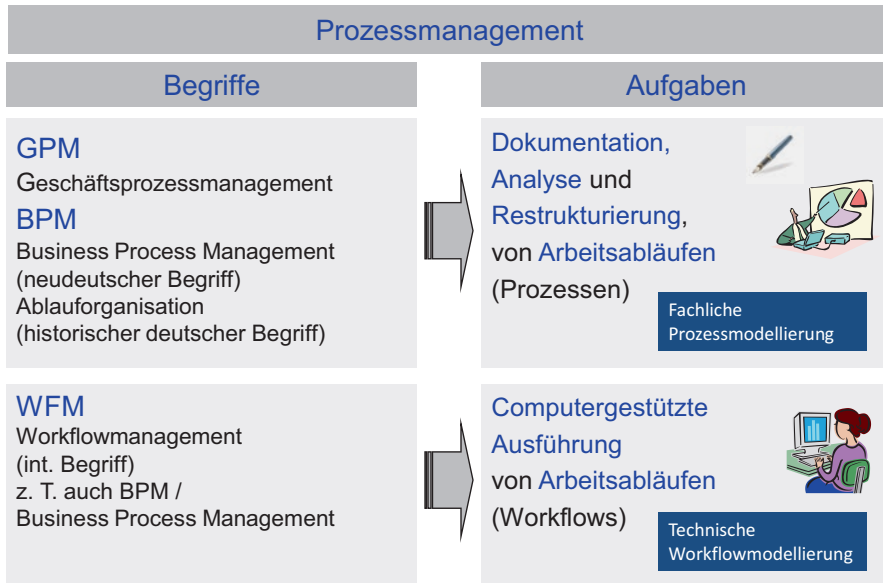 Prozessmanagement
Begriffe
Aufgaben
GPM
Geschäftsprozessmanagement
BPM
Business Process Management
(neudeutscher Begriff)
Ablauforganisation
(historischer deutscher Begriff)
Dokumentation,
Analyse und
Restrukturierung,
von Arbeitsabläufen
(Prozessen)
Fachliche
Prozessmodellierung
WFM
Workflowmanagement
(int. Begriff)
z. T. auch BPM /
Business Process Management
Computergestützte
Ausführung
von Arbeitsabläufen
(Workflows)
Technische
Workflowmodellierung